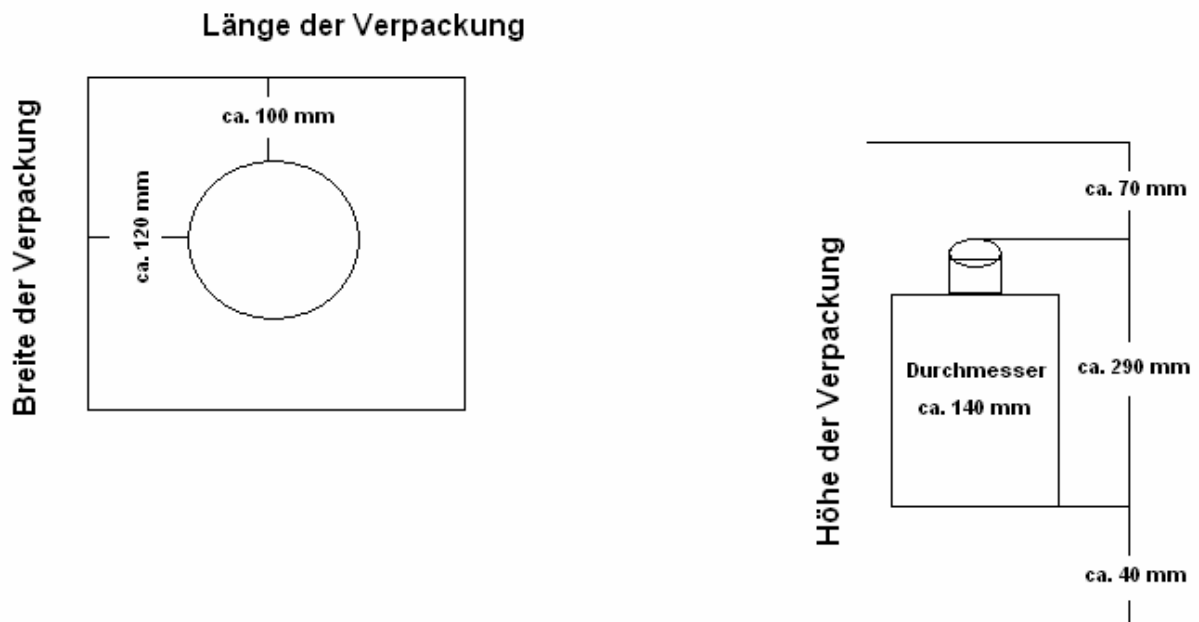 Länge der Verpackung
Breite der Verpackung
ca. 100 mm
ca. 120 mm
Höhe der Verpackung
ca. 70 mm
Durchmesser
ca. 140 mm
ca. 290 mm
ca. 40 mm